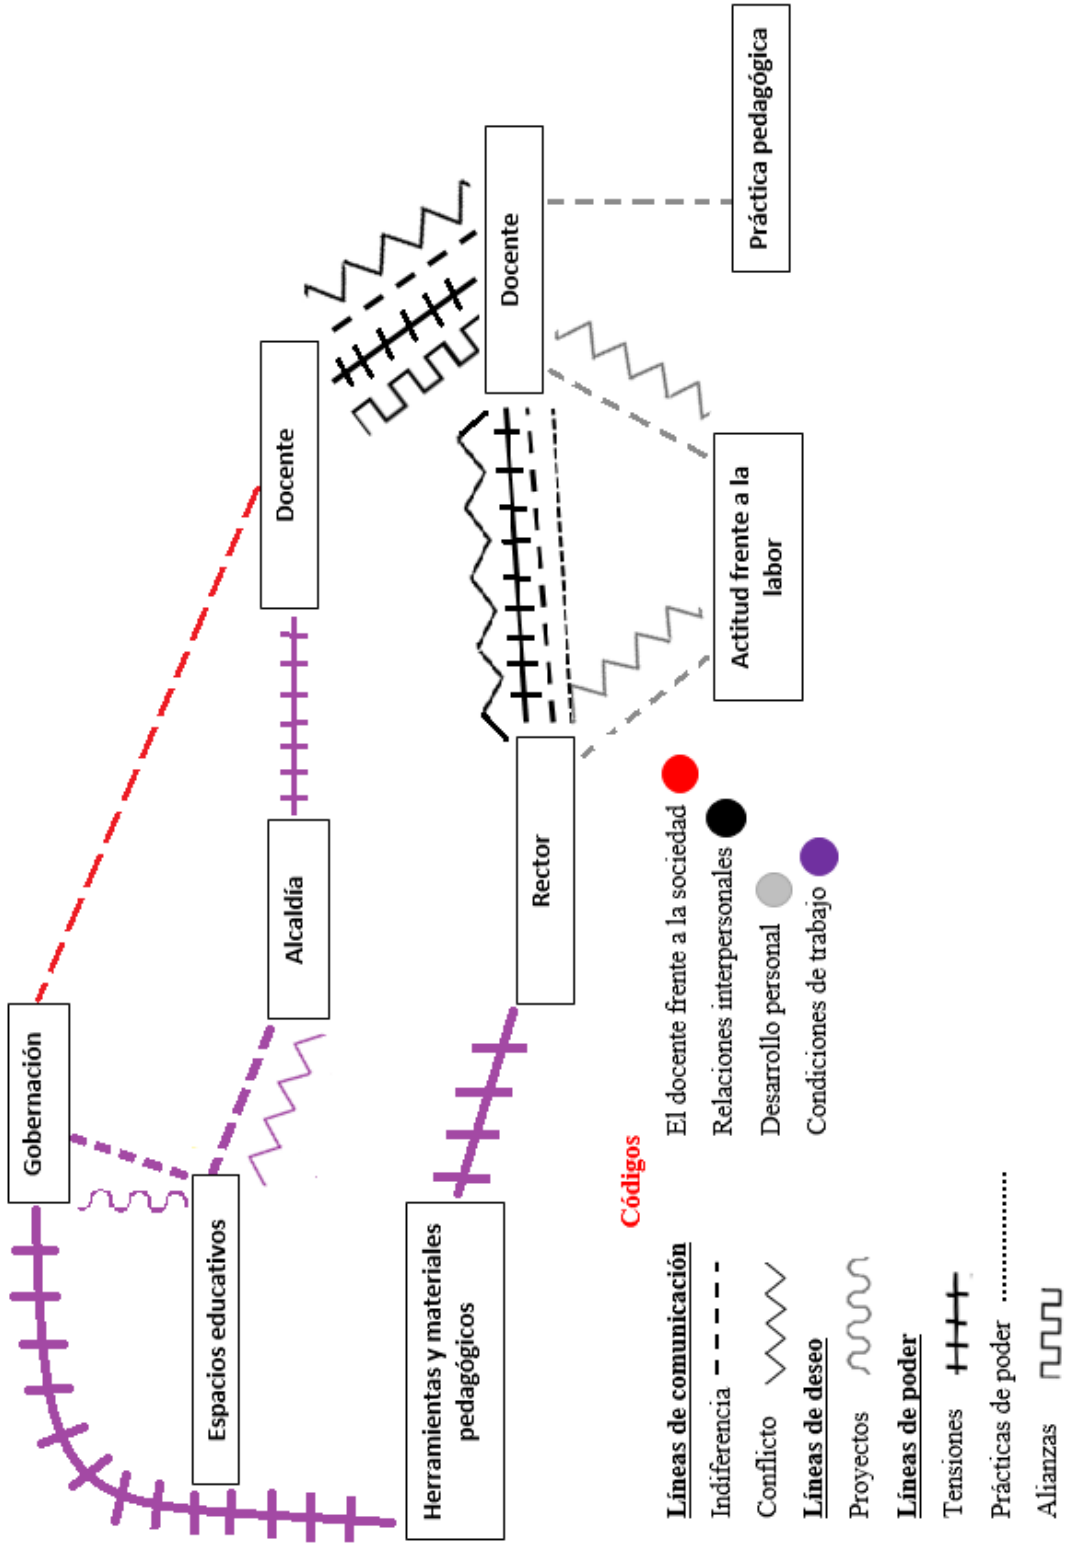 Gobernación
Docente
Alcaldía
Espacios educativos
Docente
Rector
Herramientas y materiales
pedagógicos
Práctica pedagógica
Actitud frente a la
labor
Códigos
Líneas de comunicación
Indiferencia
Conflicto
Líneas de deseo
Proyectos
Líneas de poder
Tensiones
Prácticas de poder
Alianzas
El docente frente a la sociedad
Relaciones interpersonales
Desarrollo personal
Condiciones de trabajo